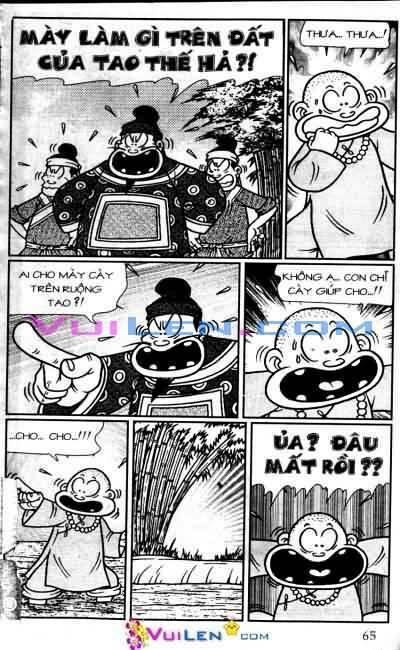 MÀY LÀM GÌ TRÊN ĐẤT
CỦA TAO THẾ HẢ?!
THƯA... THƯA...!
AI CHO MÀY CÀY
TRÊN RUỘNG
TAO?!
KHÔNG Ạ... CON CHỈ
CÀY GIÚP CHO...!!
VUILEN.COM
...CHO... CHO...!!!
ỦA? ĐÂU
MẤT RỒI??
65
VUILEN.COM